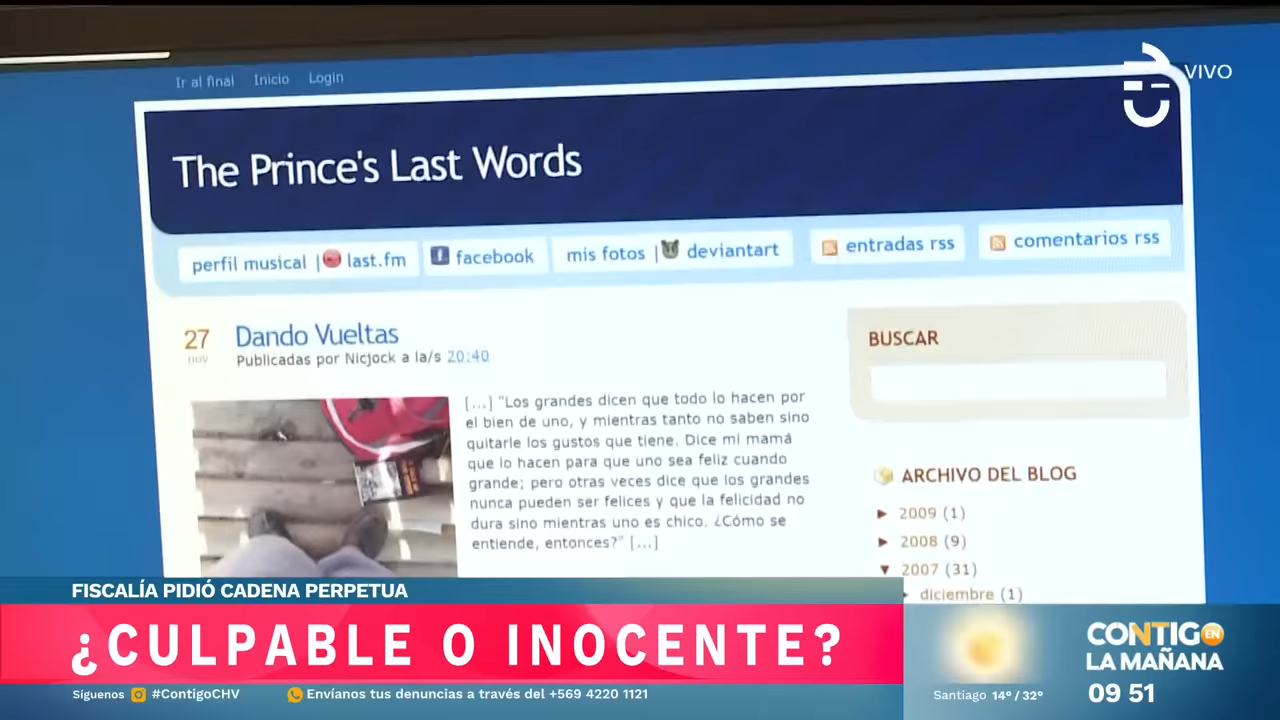 Ir al final Inicio Login
VIVO
The Prince's Last Words
perfil musical | last.fm
facebook
mis fotos | deviantart
entradas rss
comentarios rss
27
nov
Dando Vueltas
Publicadas por Nicjock a la/s 20:40
[...] "Los grandes dicen que todo lo hacen por
el bien de uno, y mientras tanto no saben sino
quitarle los gustos que tiene. Dice mi mamá
que lo hacen para que uno sea feliz cuando
grande; pero otras veces dice que los grandes
nunca pueden ser felices y que la felicidad no
dura sino mientras uno es chico. ¿Cómo se
entiende, entonces?" [...]
BUSCAR
ARCHIVO DEL BLOG
► 2009 (1)
► 2008 (9)
▼ 2007 (31)
► diciembre (1)
FISCALÍA PIDIÓ CADENA PERPETUA
¿CULPABLE O INOCENTE?
Síguenos #ContigoCHV Envíanos tus denuncias a través del +569 4220 1121
Santiago 14° / 32°
CONTIGO EN
LA MAÑANA
09 51